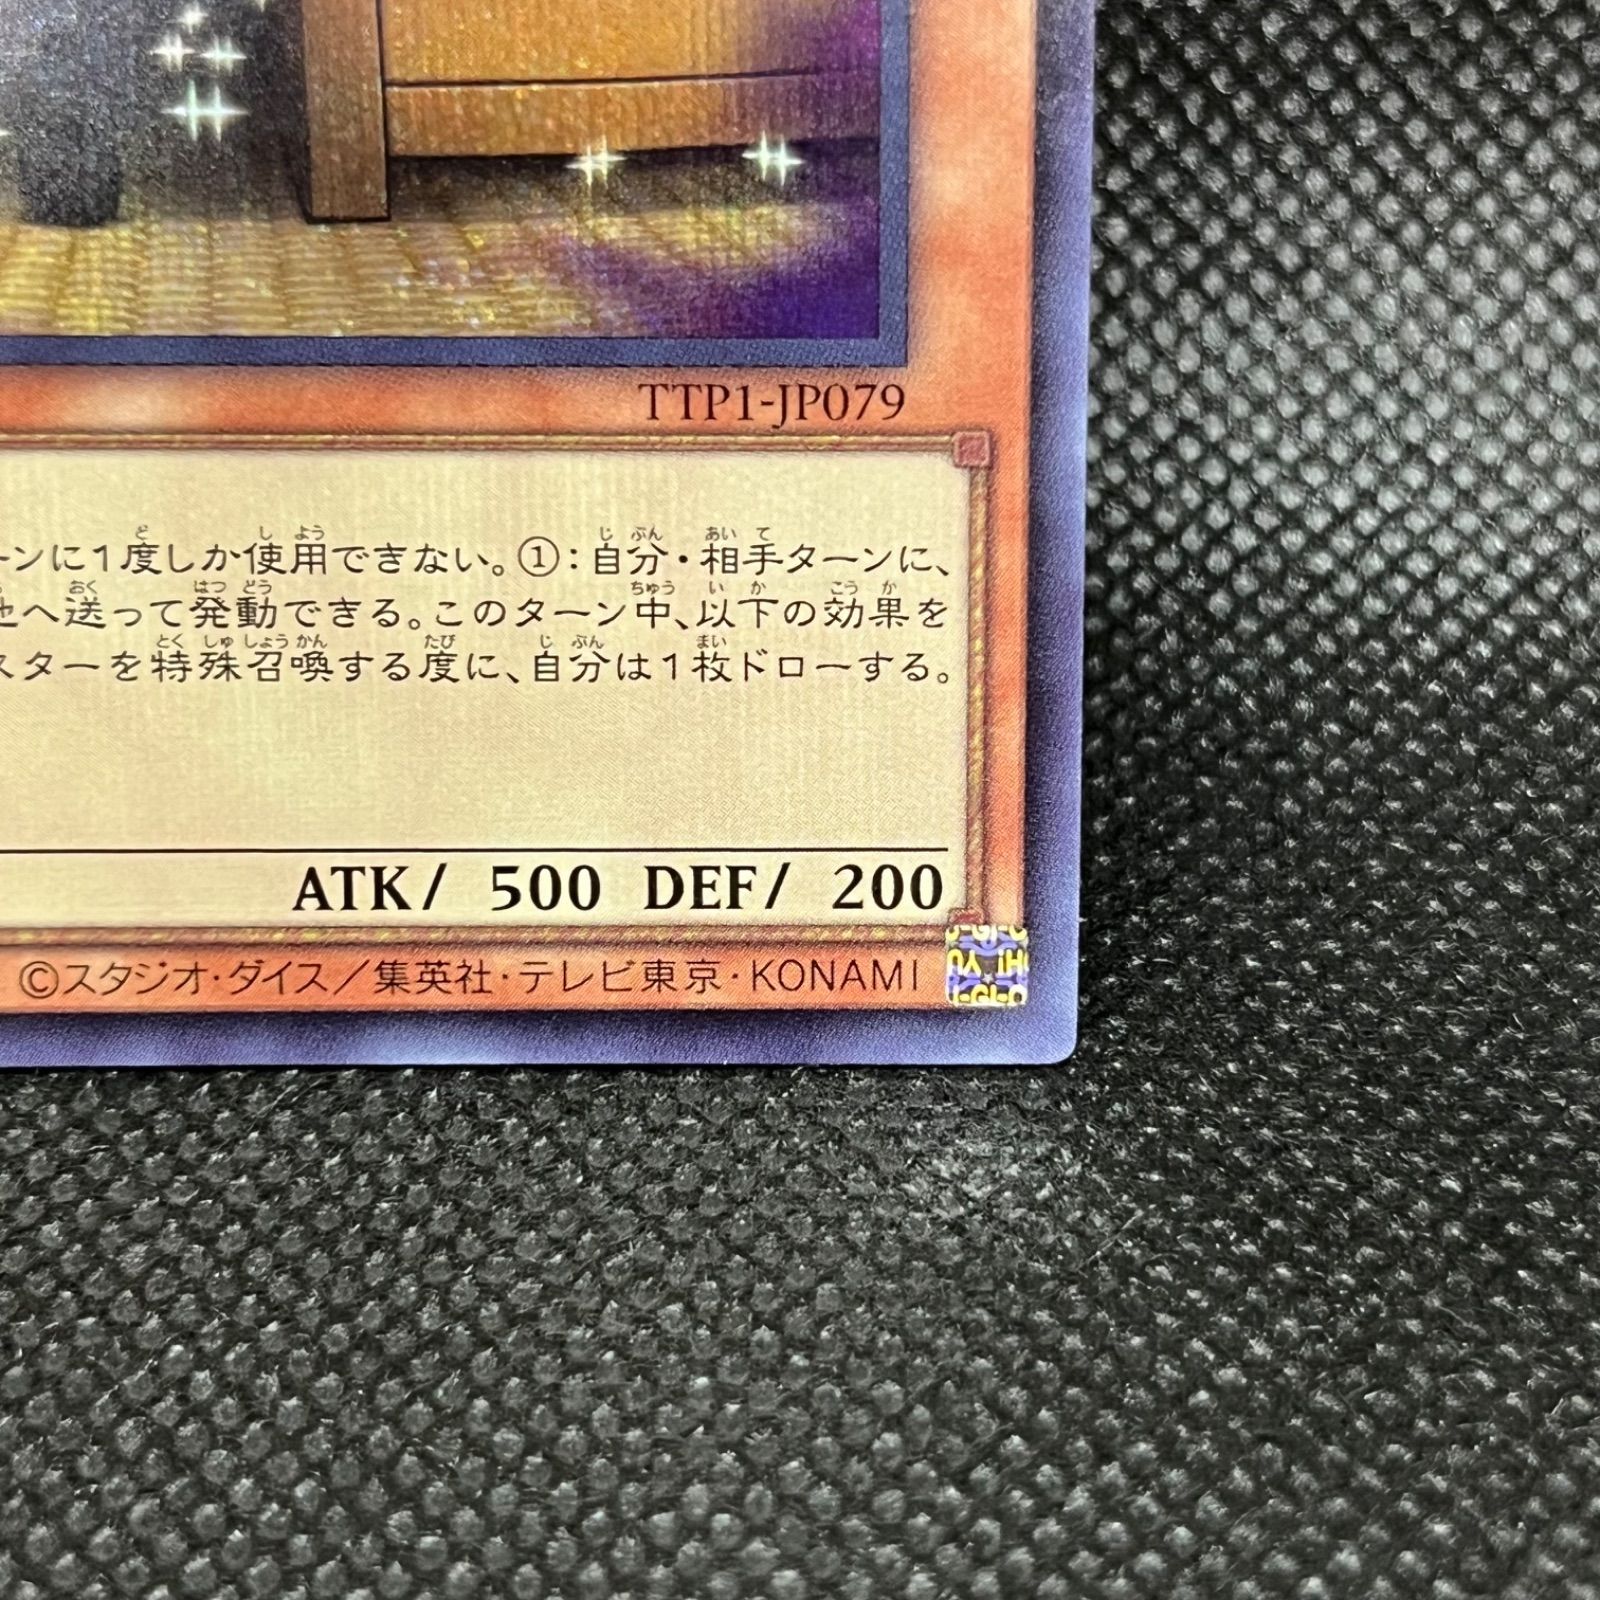 TTP1-JP079
ーンに1度しか使用できない。①:自分・相手ターンに、
へ送って発動できる。このターン中、以下の効果を
スターを特殊召喚する度に、自分は1枚ドローする。
ATK/ 500 DEF/ 200
©スタジオ・ダイス/集英社・テレビ東京・KONAMI